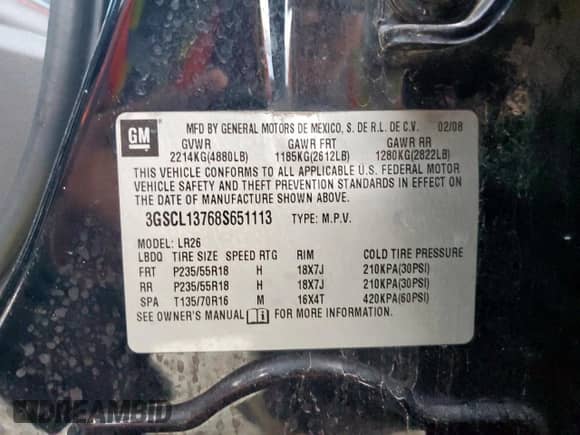 GM
MFD BY GENERAL MOTORS DE MEXICO, S. DE R.L. DE C.V. 02/08
GVWR GAWR FRT GAWR RR
2214KG(4880LB) 1185KG(2612LB) 1280KG(2822LB)
THIS VEHICLE CONFORMS TO ALL APPLICABLE U.S. FEDERAL MOTOR
VEHICLE SAFETY AND THEFT PREVENTION STANDARDS IN EFFECT ON
THE DATE OF MANUFACTURE SHOWN ABOVE.
3GSCL13768S651113 TYPE: M.P.V.
MODEL: LR26
LBDQ TIRE SIZE SPEED RTG RIM COLD TIRE PRESSURE
FRT P235/55R18 H 18X7J 210KPA(30PSI)
RR P235/55R18 H 18X7J 210KPA(30PSI)
SPA T135/70R16 M 16X4T 420KPA(60PSI)
SEE OWNER'S MANUAL i FOR MORE INFORMATION.
DREAMBID